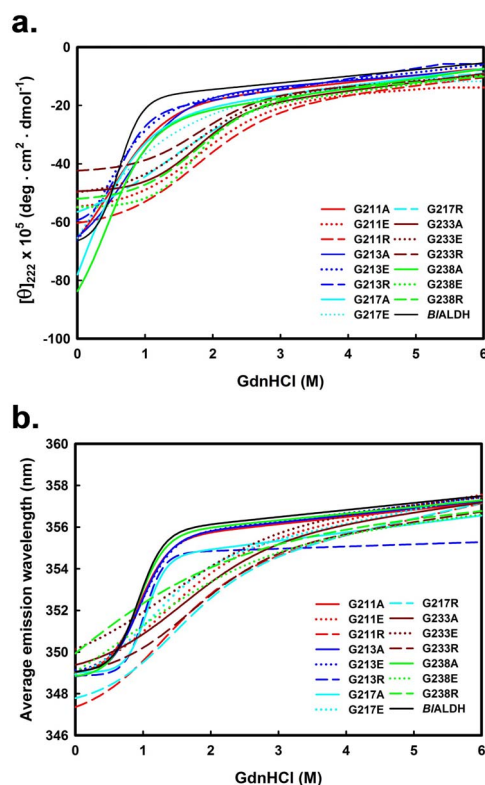 a.
0
-20
-40
-60
-80
-100
[θ]222 x 10⁵ (deg · cm² · dmol⁻¹)
G211A
G211E
G211R
G213A
G213E
G213R
G217A
G217E
G217R
G233A
G233E
G233R
G238A
G238E
G238R
BlALDH
0 1 2 3 4 5 6
GdnHCl (M)
b.
360
358
356
354
352
350
348
346
Average emission wavelength (nm)
G211A
G211E
G211R
G213A
G213E
G213R
G217A
G217E
G217R
G233A
G233E
G233R
G238A
G238E
G238R
BlALDH
0 1 2 3 4 5 6
GdnHCl (M)